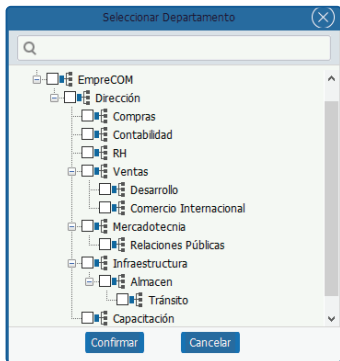 Seleccionar Departamento
EmpreCOM
Dirección
Compras
Contabilidad
RH
Ventas
Desarrollo
Comercio Internacional
Mercadotecnia
Relaciones Públicas
Infraestructura
Almacen
Tránsito
Capacitación
Confirmar Cancelar